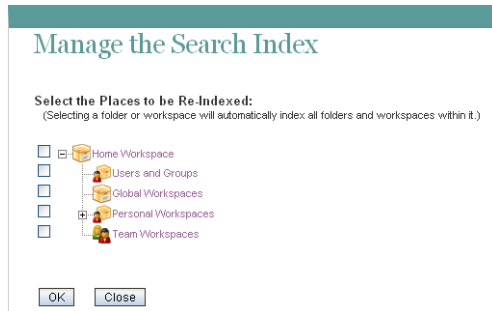 Manage the Search Index
Select the Places to be Re-Indexed:
(Selecting a folder or workspace will automatically index all folders and workspaces within it.)
Home Workspace
Users and Groups
Global Workspaces
Personal Workspaces
Team Workspaces
OK Close